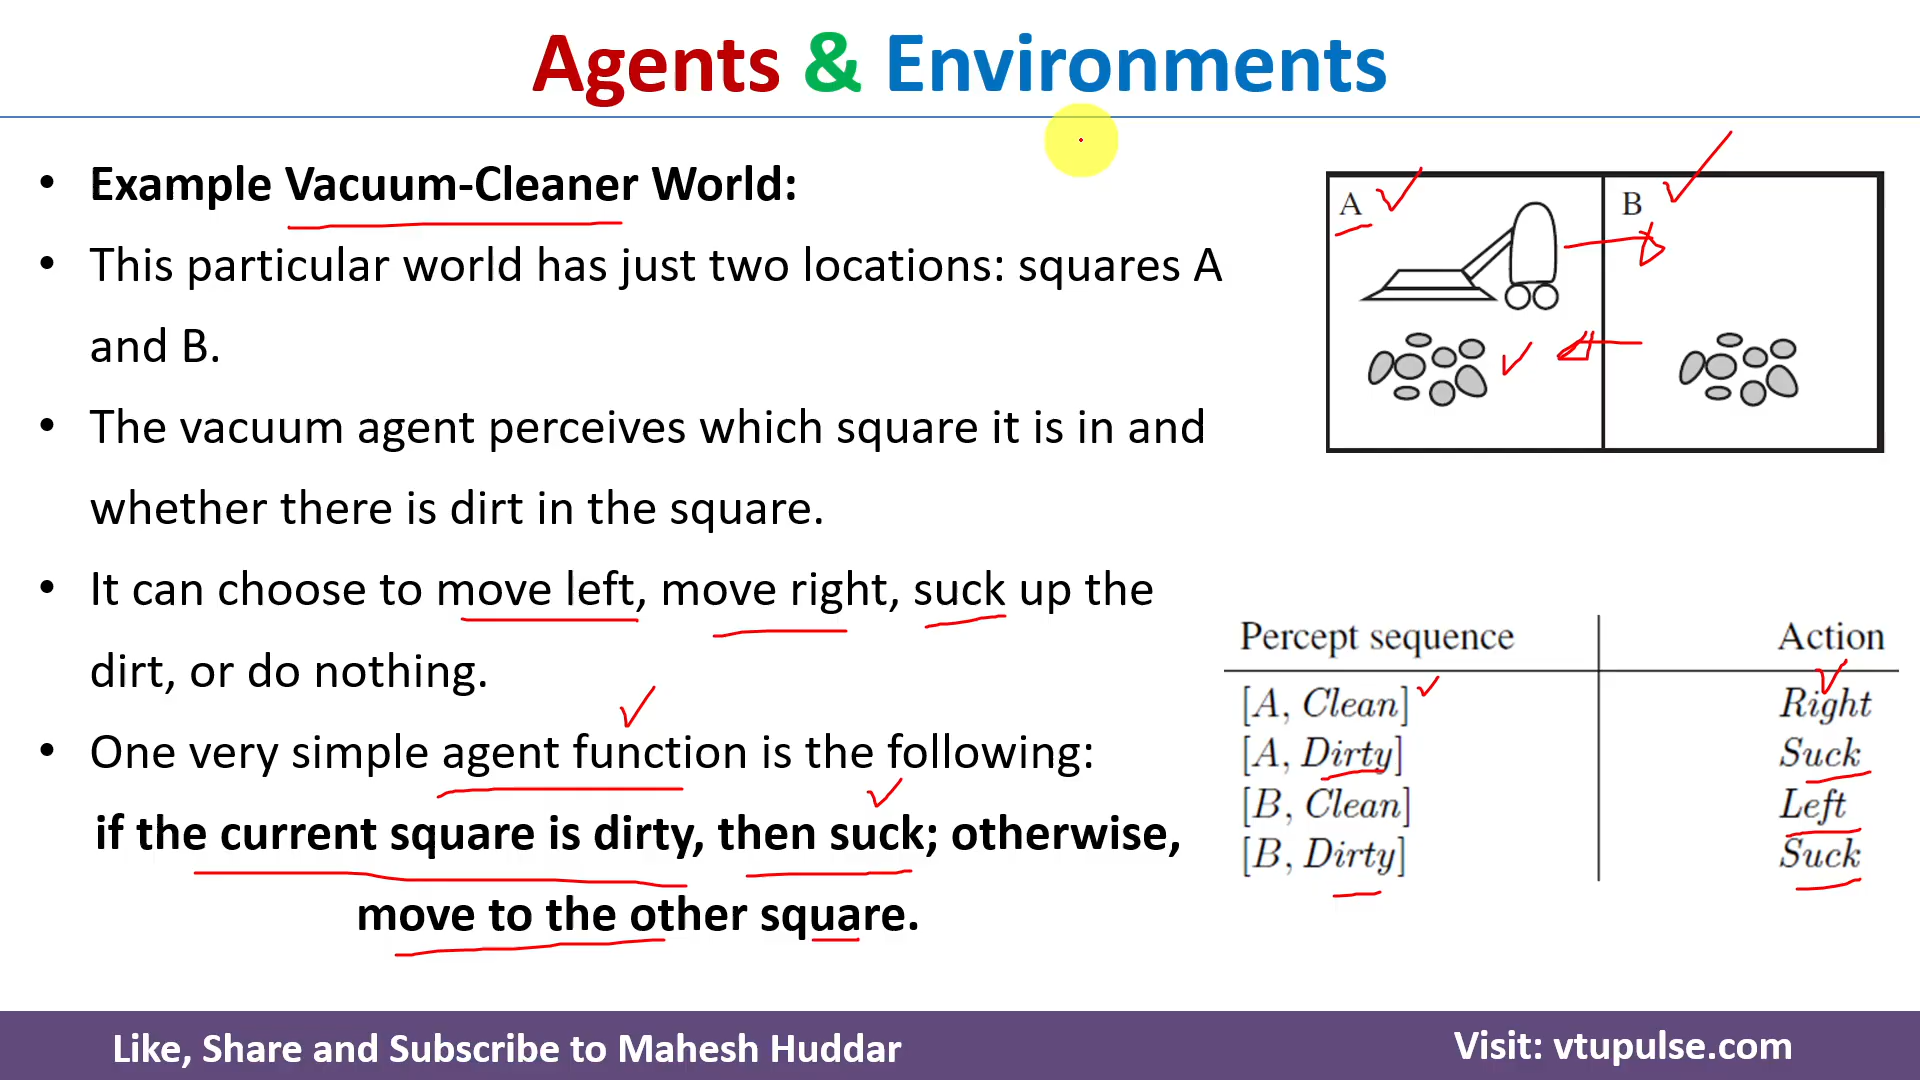 Agents & Environments
• Example Vacuum-Cleaner World:
• This particular world has just two locations: squares A
and B.
• The vacuum agent perceives which square it is in and
whether there is dirt in the square.
• It can choose to move left, move right, suck up the
dirt, or do nothing.
• One very simple agent function is the following:
if the current square is dirty, then suck; otherwise,
move to the other square.
A B
Percept sequence Action
[A, Clean] Right
[A, Dirty] Suck
[B, Clean] Left
[B, Dirty] Suck
Like, Share and Subscribe to Mahesh Huddar
Visit: vtupulse.com